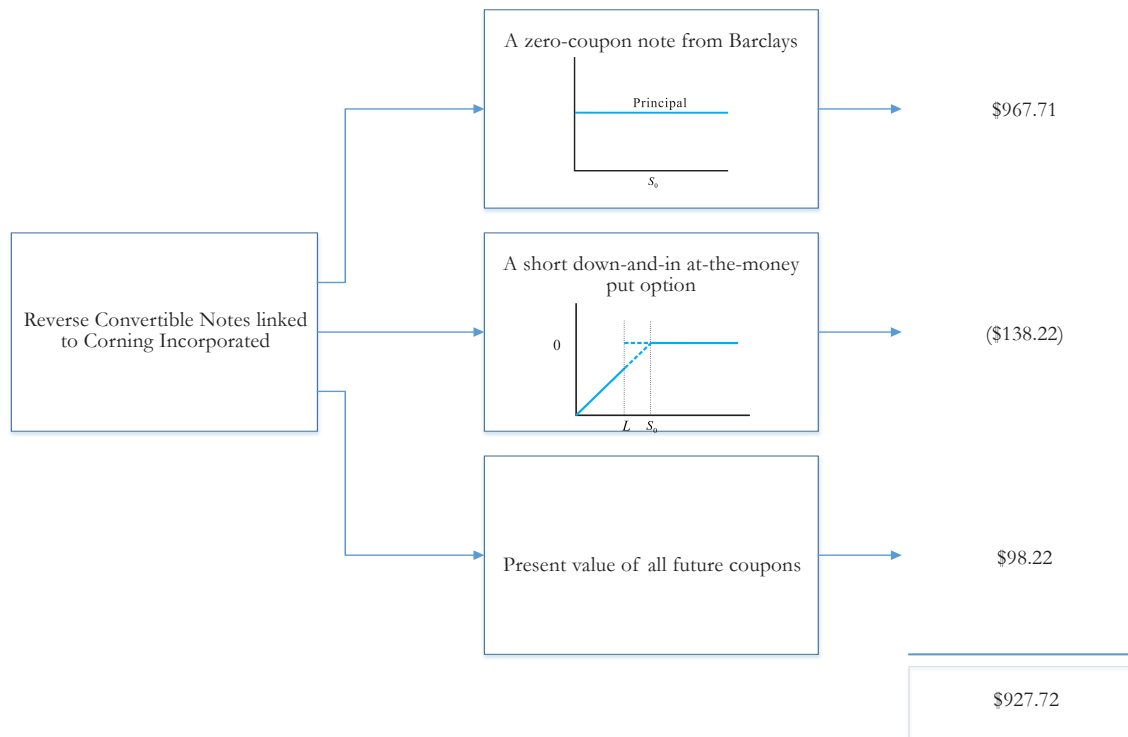 A zero-coupon note from Barclays
Principal
S₀
$967.71
Reverse Convertible Notes linked
to Corning Incorporated
A short down-and-in at-the-money
put option
0
L S₀
($138.22)
Present value of all future coupons
$98.22
$927.72